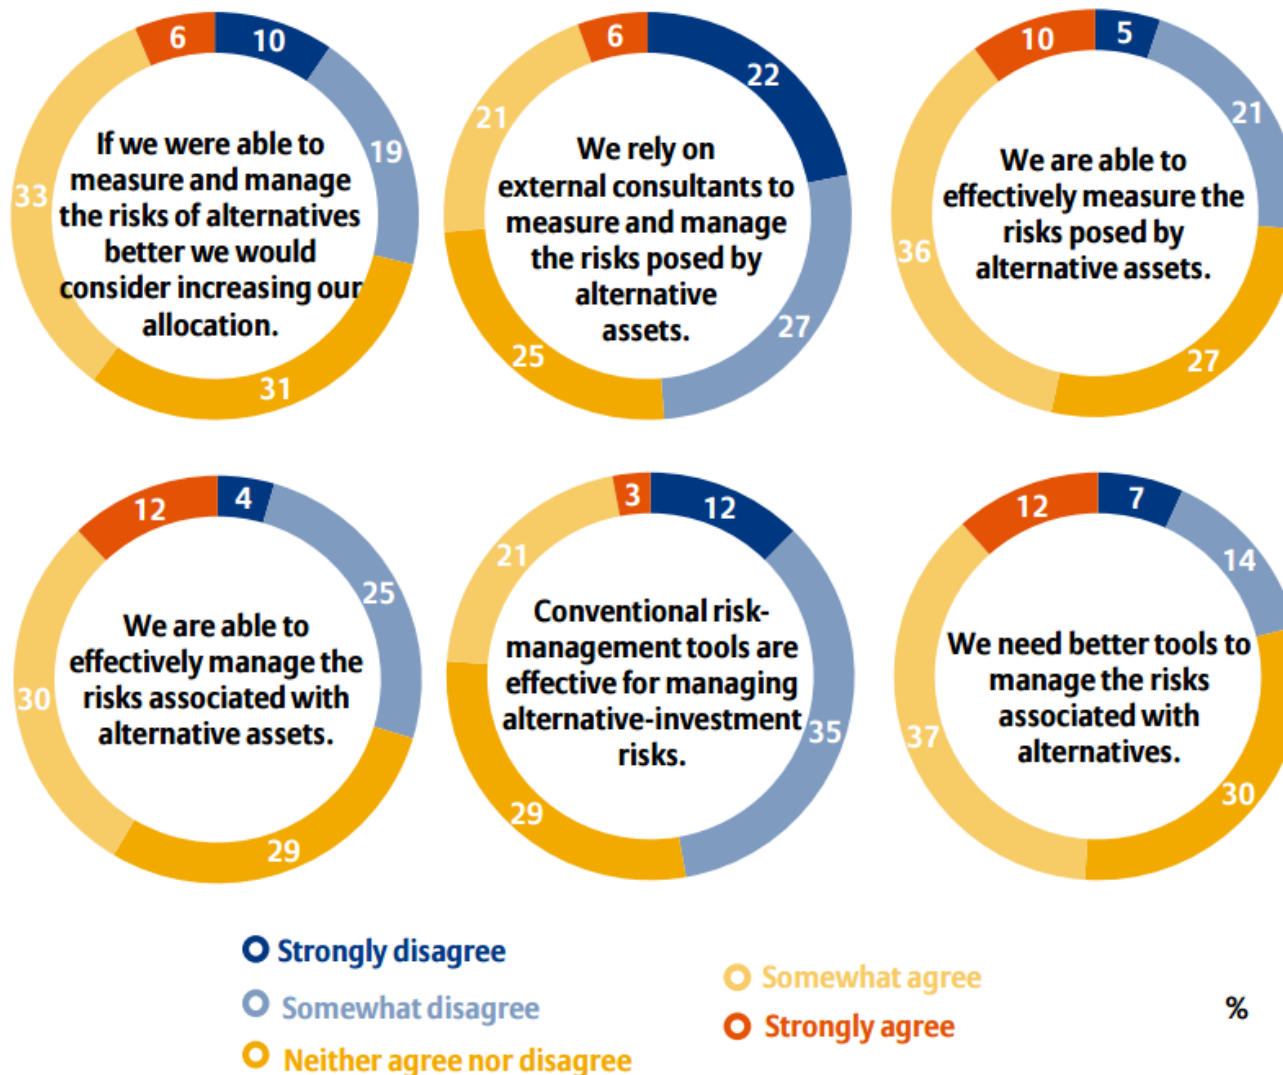 6
10
19
33
31
If we were able to
measure and manage
the risks of alternatives
better we would
consider increasing our
allocation.
6
22
21
27
25
We rely on
external consultants to
measure and manage
the risks posed by
alternative
assets.
10
5
21
36
27
We are able to
effectively measure the
risks posed by
alternative assets.
12
4
25
30
29
We are able to
effectively manage the
risks associated with
alternative assets.
3
12
21
35
29
Conventional risk-
management tools are
effective for managing
alternative-investment
risks.
12
7
14
37
30
We need better tools to
manage the risks
associated with
alternatives.
Strongly disagree
Somewhat disagree
Neither agree nor disagree
Somewhat agree
Strongly agree
%